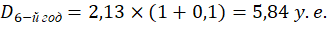 D₆₋й год = 2,13 × (1 + 0,1) = 5,84 у. е.